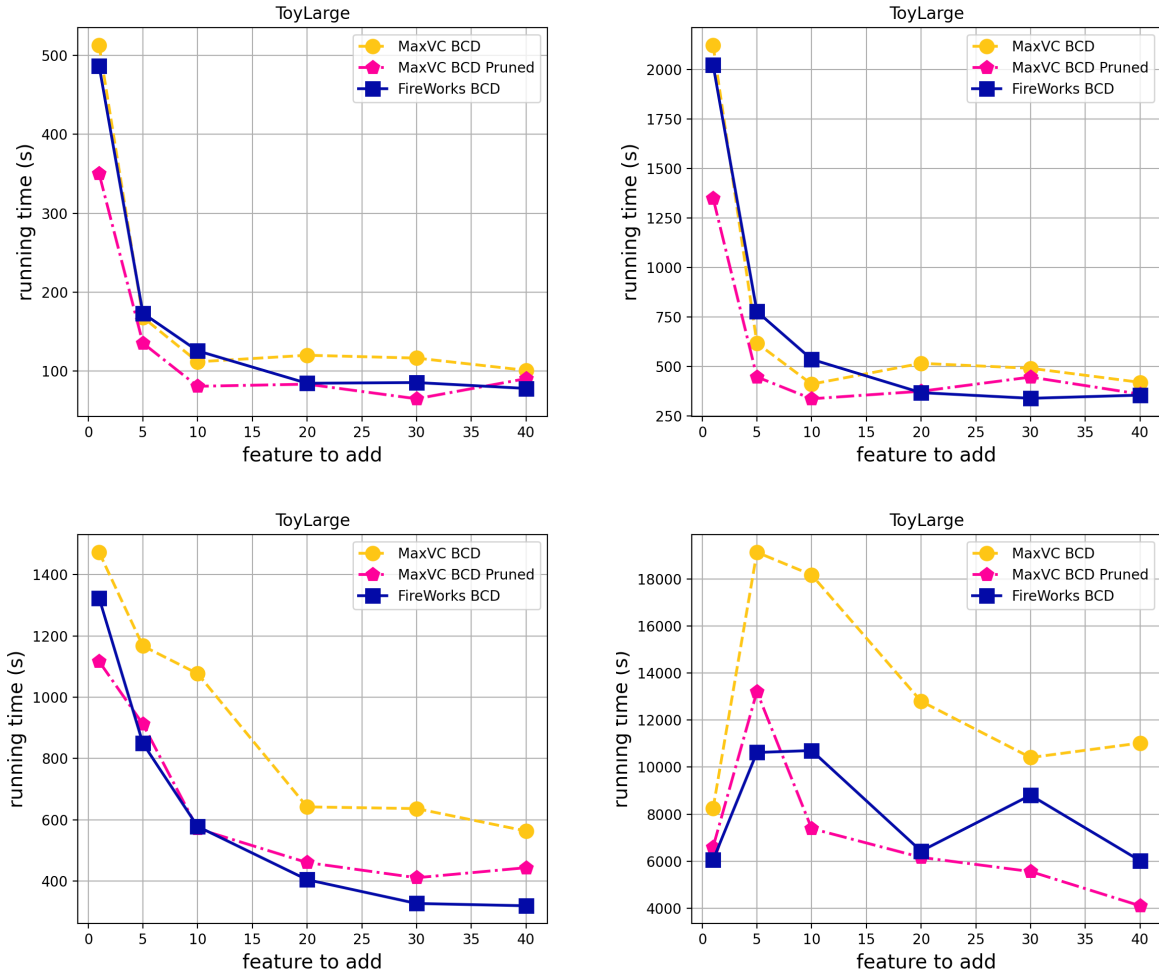 ToyLarge
running time (s)
500
400
300
200
100
0 5 10 15 20 25 30 35 40
feature to add
MaxVC BCD
MaxVC BCD Pruned
FireWorks BCD
ToyLarge
running time (s)
2000
1750
1500
1250
1000
750
500
250
0 5 10 15 20 25 30 35 40
feature to add
MaxVC BCD
MaxVC BCD Pruned
FireWorks BCD
ToyLarge
running time (s)
1400
1200
1000
800
600
400
0 5 10 15 20 25 30 35 40
feature to add
MaxVC BCD
MaxVC BCD Pruned
FireWorks BCD
ToyLarge
running time (s)
18000
16000
14000
12000
10000
8000
6000
4000
0 5 10 15 20 25 30 35 40
feature to add
MaxVC BCD
MaxVC BCD Pruned
FireWorks BCD